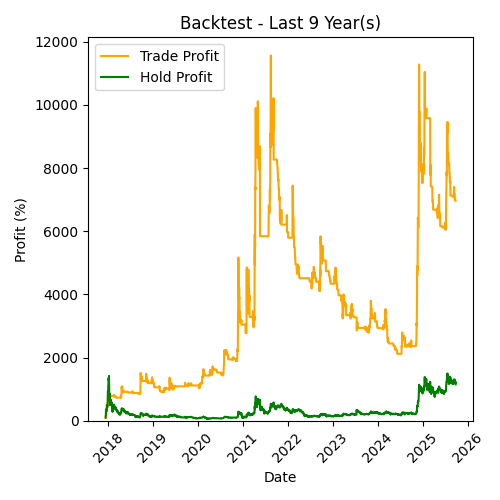 Backtest - Last 9 Year(s)
Trade Profit
Hold Profit
Profit (%)
12000
10000
8000
6000
4000
2000
0
2018 2019 2020 2021 2022 2023 2024 2025 2026
Date